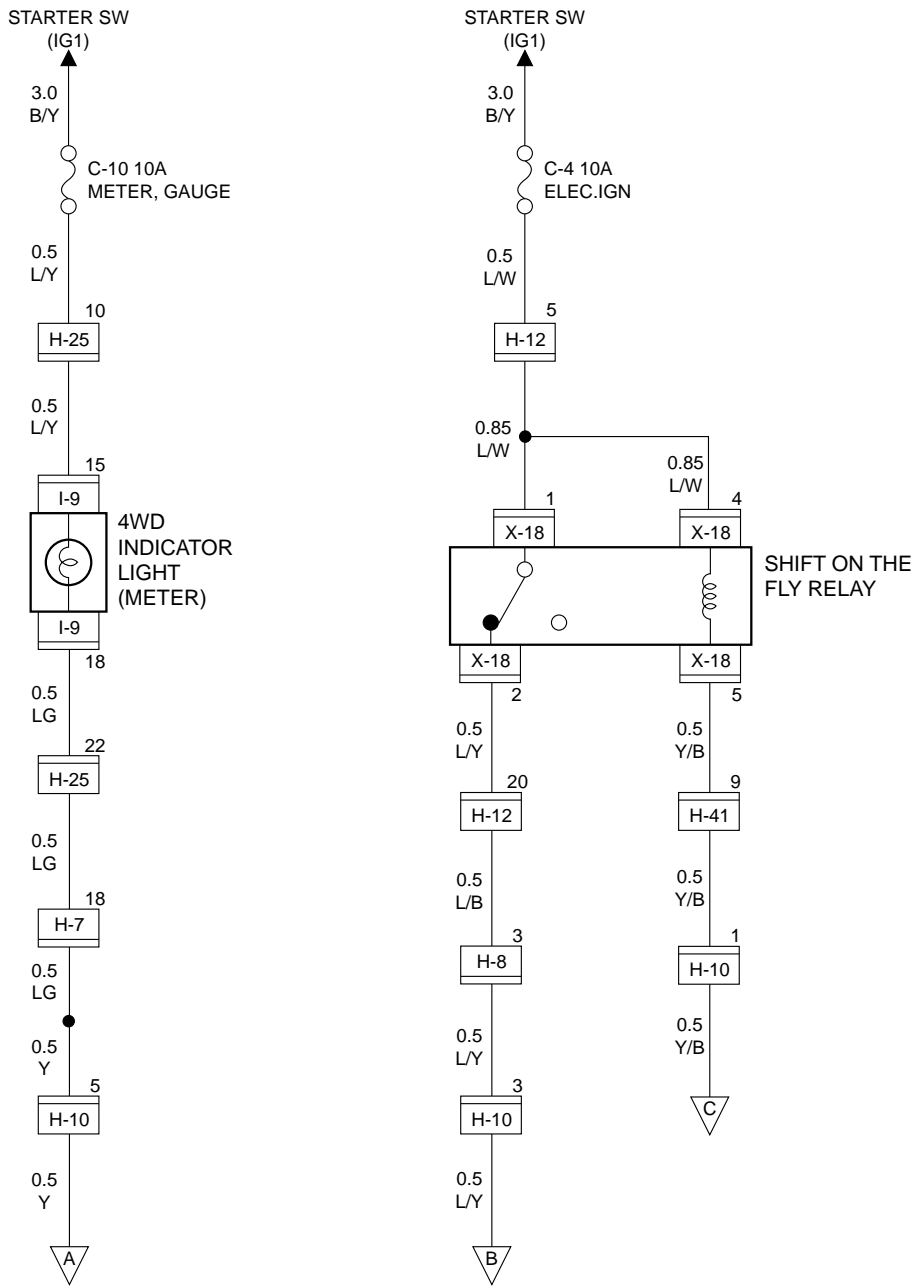 STARTER SW
(IG1)
3.0
B/Y
C-10 10A
METER, GAUGE
0.5
L/Y
10
H-25
0.5
L/Y
15
I-9
4WD
INDICATOR
LIGHT
(METER)
I-9
18
0.5
LG
22
H-25
0.5
LG
18
H-7
0.5
LG
0.5
Y
5
H-10
0.5
Y
A
STARTER SW
(IG1)
3.0
B/Y
C-4 10A
ELEC.IGN
0.5
L/W
5
H-12
0.85
L/W
0.85
L/W
1
X-18
4
X-18
SHIFT ON THE
FLY RELAY
X-18
2
X-18
5
0.5
L/Y
20
H-12
0.5
L/B
3
H-8
0.5
L/Y
3
H-10
0.5
L/Y
B
0.5
Y/B
9
H-41
0.5
Y/B
1
H-10
0.5
Y/B
C